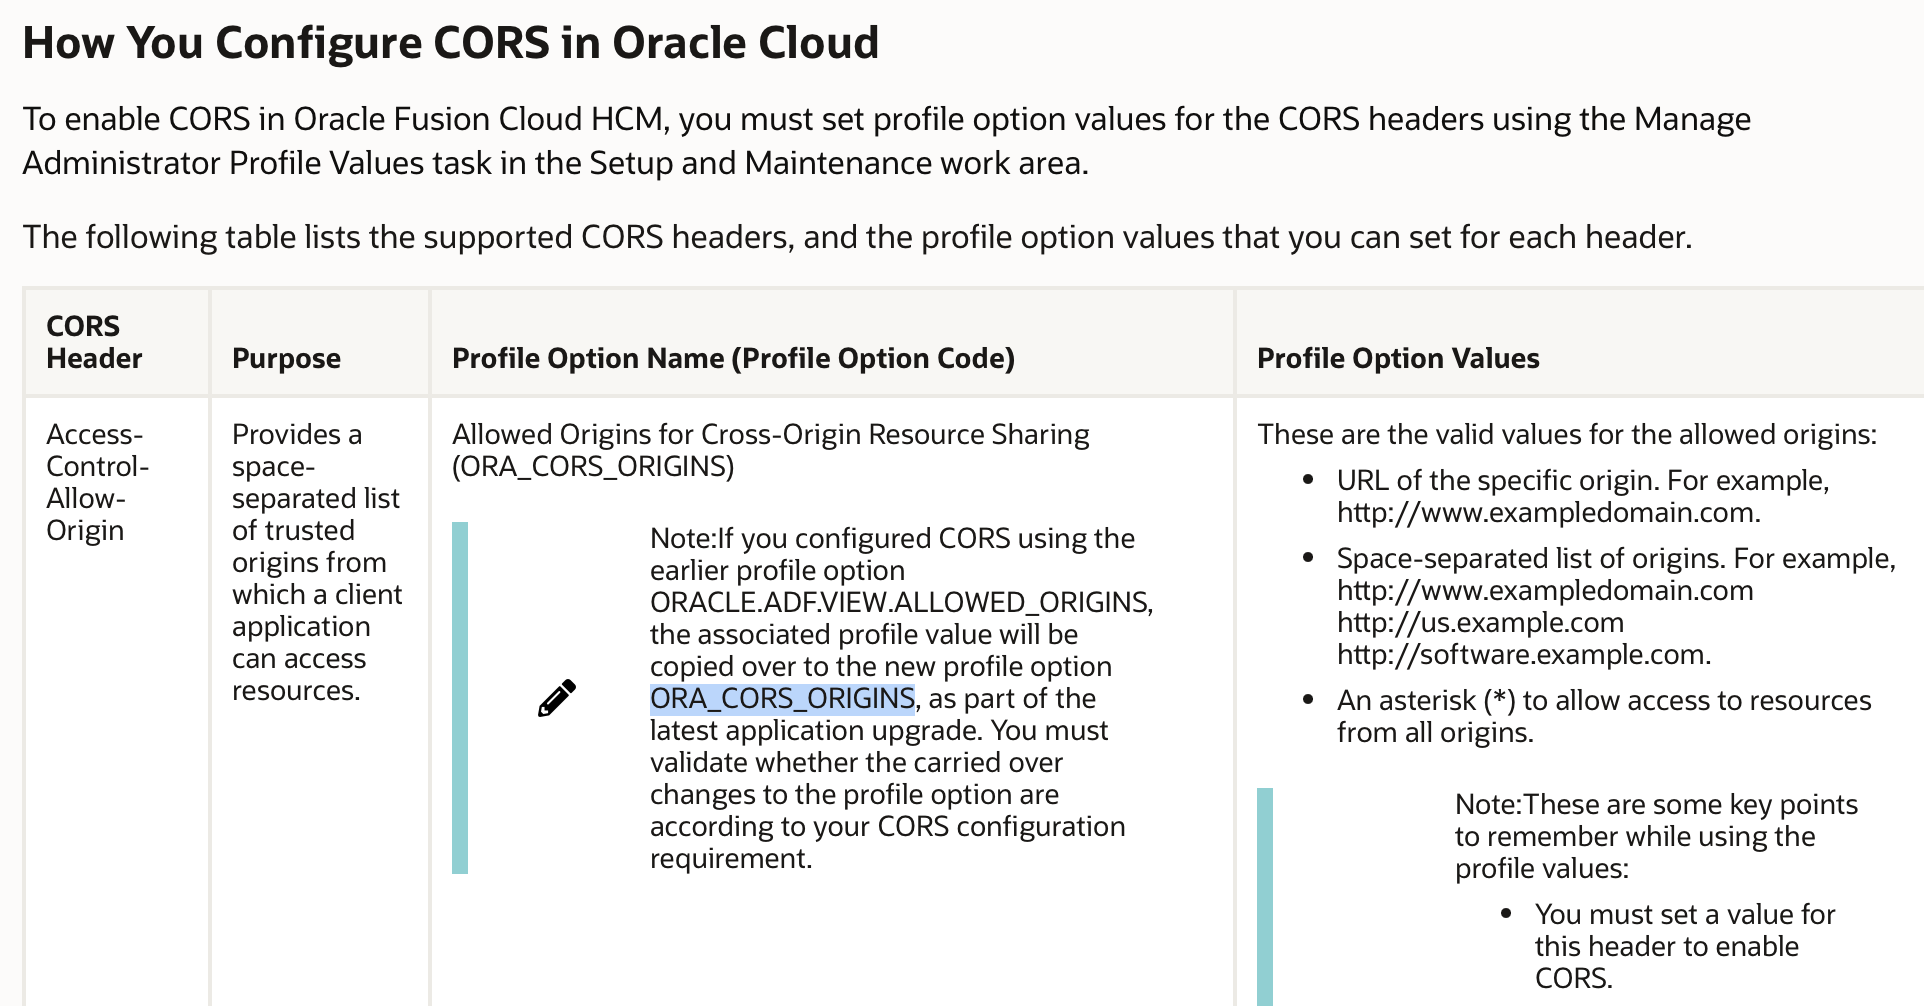 How You Configure CORS in Oracle Cloud
To enable CORS in Oracle Fusion Cloud HCM, you must set profile option values for the CORS headers using the Manage
Administrator Profile Values task in the Setup and Maintenance work area.
The following table lists the supported CORS headers, and the profile option values that you can set for each header.
CORS
Header
Purpose
Profile Option Name (Profile Option Code)
Profile Option Values
Access-
Control-
Allow-
Origin
Provides a
space-
separated list
of trusted
origins from
which a client
application
can access
resources.
Allowed Origins for Cross-Origin Resource Sharing
(ORA_CORS_ORIGINS)
Note:If you configured CORS using the
earlier profile option
ORACLE.ADF.VIEW.ALLOWED_ORIGINS,
the associated profile value will be
copied over to the new profile option
ORA_CORS_ORIGINS, as part of the
latest application upgrade. You must
validate whether the carried over
changes to the profile option are
according to your CORS configuration
requirement.
These are the valid values for the allowed origins:
• URL of the specific origin. For example,
http://www.exampledomain.com.
• Space-separated list of origins. For example,
http://www.exampledomain.com
http://us.example.com
http://software.example.com.
• An asterisk (*) to allow access to resources
from all origins.
Note:These are some key points
to remember while using the
profile values:
• You must set a value for
this header to enable
CORS.